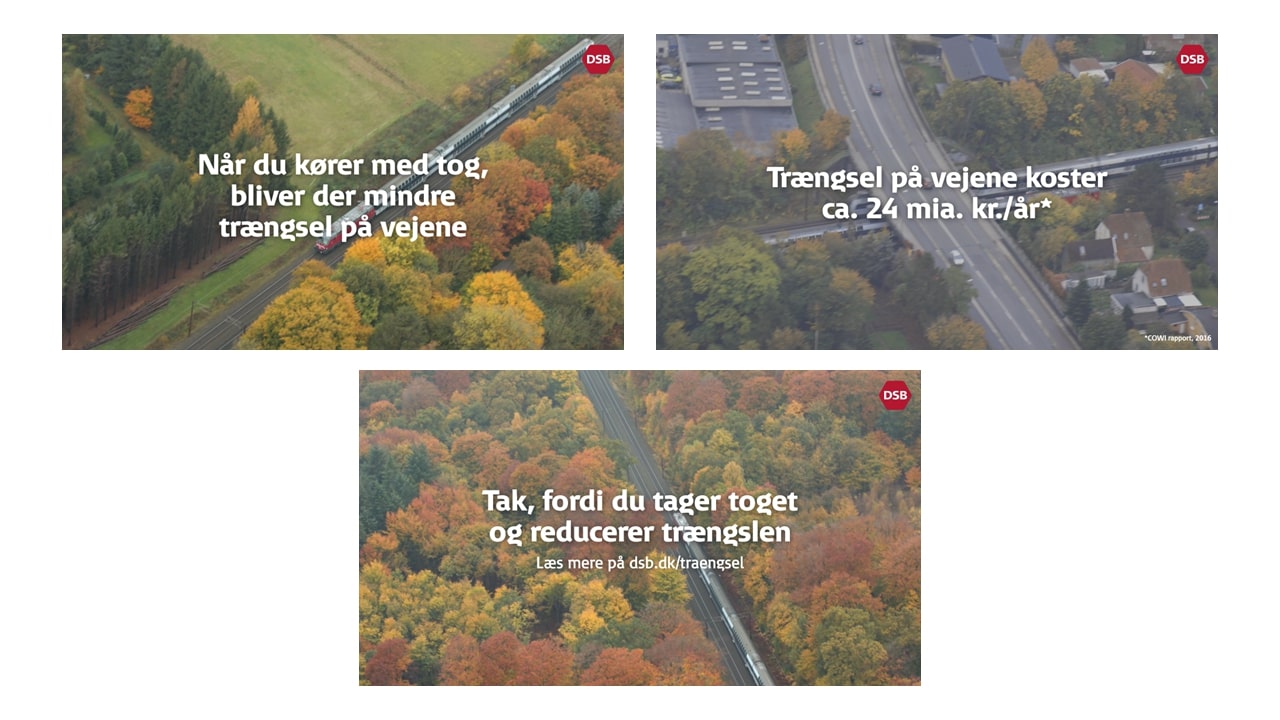 DSB
Når du kører med tog,
bliver der mindre
trængsel på vejene
DSB
Trængsel på vejene koster
ca. 24 mia. kr./år*
*COWI rapport, 2016
DSB
Tak, fordi du tager toget
og reducerer trængslen
Læs mere på dsb.dk/traengsel